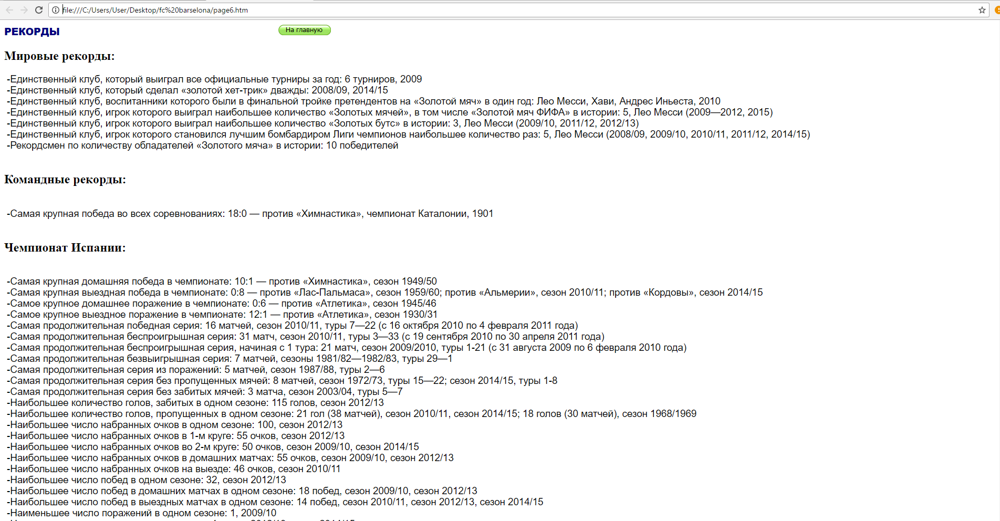 file:///C:/Users/User/Desktop/fc%20barselona/page6.htm
РЕКОРДЫ
На главную
Мировые рекорды:
-Единственный клуб, который выиграл все официальные турниры за год: 6 турниров, 2009
-Единственный клуб, который сделал «золотой хет-трик» дважды: 2008/09, 2014/15
-Единственный клуб, воспитанники которого были в финальной тройке претендентов на «Золотой мяч» в один год: Лео Месси, Хави, Андрес Иньеста, 2010
-Единственный клуб, игрок которого выиграл наибольшее количество «Золотых мячей», в том числе «Золотой мяч ФИФА» в истории: 5, Лео Месси (2009—2012, 2015)
-Единственный клуб, игрок которого выиграл наибольшее количество «Золотых бутс» в истории: 3, Лео Месси (2009/10, 2011/12, 2012/13)
-Единственный клуб, игрок которого становился лучшим бомбардиром Лиги чемпионов наибольшее количество раз: 5, Лео Месси (2008/09, 2009/10, 2010/11, 2011/12, 2014/15)
-Рекордсмен по количеству обладателей «Золотого мяча» в истории: 10 победителей
Командные рекорды:
-Самая крупная победа во всех соревнованиях: 18:0 — против «Химнастика», чемпионат Каталонии, 1901
Чемпионат Испании:
-Самая крупная домашняя победа в чемпионате: 10:1 — против «Химнастика», сезон 1949/50
-Самая крупная выездная победа в чемпионате: 0:8 — против «Лас-Пальмаса», сезон 1959/60; против «Альмерии», сезон 2010/11; против «Кордовы», сезон 2014/15
-Самое крупное домашнее поражение в чемпионате: 0:6 — против «Атлетика», сезон 1945/46
-Самое крупное выездное поражение в чемпионате: 12:1 — против «Атлетика», сезон 1930/31
-Самая продолжительная победная серия: 16 матчей, сезон 2010/11, туры 7—22 (с 16 октября 2010 по 4 февраля 2011 года)
-Самая продолжительная беспроигрышная серия: 31 матч, сезон 2010/11, туры 3—33 (с 19 сентября 2010 по 30 апреля 2011 года)
-Самая продолжительная беспроигрышная серия, начиная с 1 тура: 21 матч, сезон 2009/2010, туры 1-21 (с 31 августа 2009 по 6 февраля 2010 года)
-Самая продолжительная безвыигрышная серия: 7 матчей, сезоны 1981/82—1982/83, туры 29—1
-Самая продолжительная серия из поражений: 5 матчей, сезон 1987/88, туры 2—6
-Самая продолжительная серия без пропущенных мячей: 8 матчей, сезон 1972/73, туры 15—22; сезон 2014/15, туры 1-8
-Самая продолжительная серия без забитых мячей: 3 матча, сезон 2003/04, туры 5—7
-Наибольшее количество голов, забитых в одном сезоне: 115 голов, сезон 2012/13
-Наибольшее количество голов, пропущенных в одном сезоне: 21 гол (38 матчей), сезон 2010/11, сезон 2014/15; 18 голов (30 матчей), сезон 1968/1969
-Наибольшее число набранных очков в одном сезоне: 100, сезон 2012/13
-Наибольшее число набранных очков в 1-м круге: 55 очков, сезон 2012/13
-Наибольшее число набранных очков во 2-м круге: 50 очков, сезон 2009/10, сезон 2014/15
-Наибольшее число набранных очков в домашних матчах: 55 очков, сезон 2009/10, сезон 2012/13
-Наибольшее число набранных очков на выезде: 46 очков, сезон 2010/11
-Наибольшее число побед в одном сезоне: 32, сезон 2012/13
-Наибольшее число побед в домашних матчах в одном сезоне: 18 побед, сезон 2009/10, сезон 2012/13
-Наибольшее число побед в выездных матчах в одном сезоне: 14 побед, сезон 2010/11, сезон 2012/13, сезон 2014/15
-Наименьшее число поражений в одном сезоне: 1, 2009/10